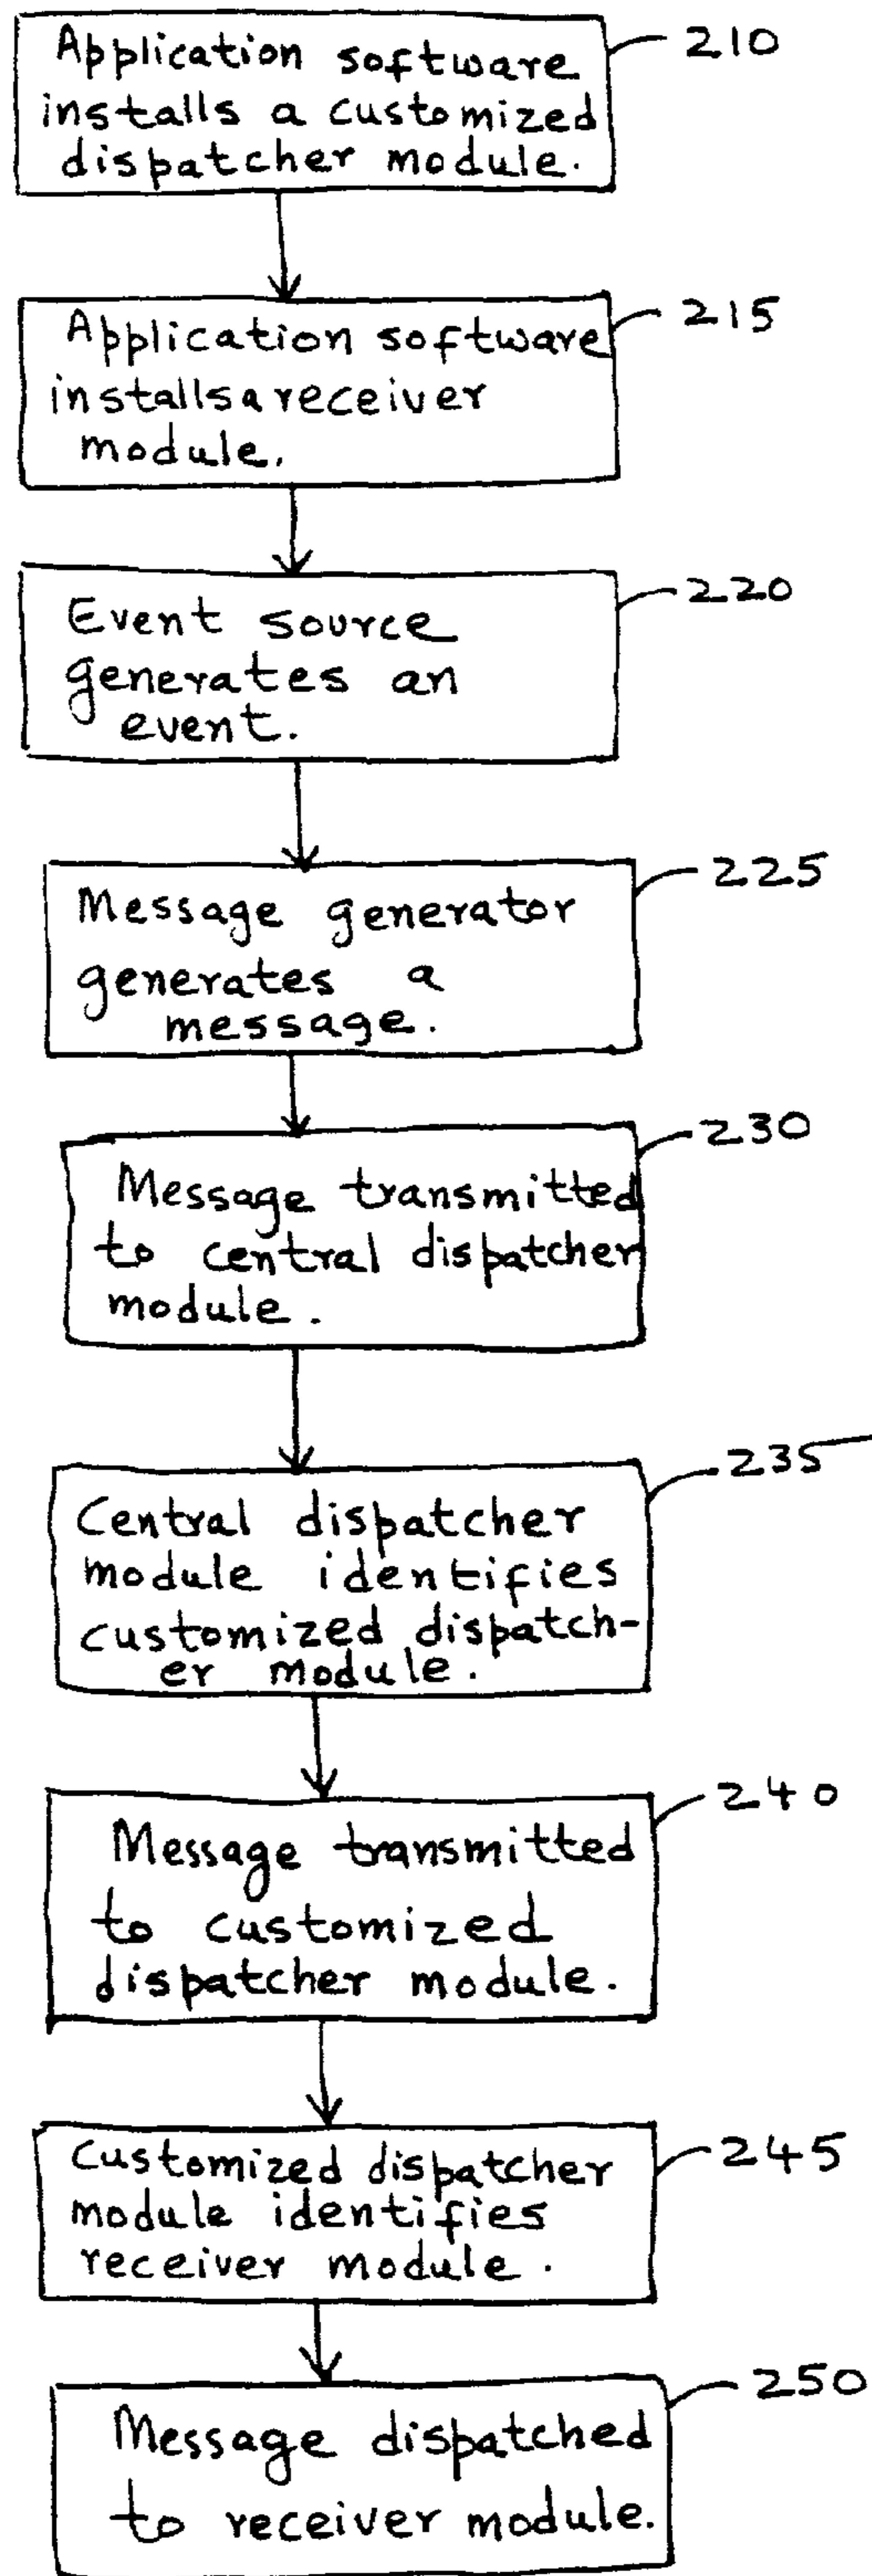 Application software
installs a customized
dispatcher module.
210
Application software
installs a receiver
module.
215
Event source
generates an
event.
220
Message generator
generates a
message.
225
Message transmitted
to central dispatcher
module.
230
Central dispatcher
module identifies
customized dispatch-
er module.
235
Message transmitted
to customized
dispatcher module.
240
Customized dispatcher
module identifies
receiver module.
245
Message dispatched
to receiver module.
250